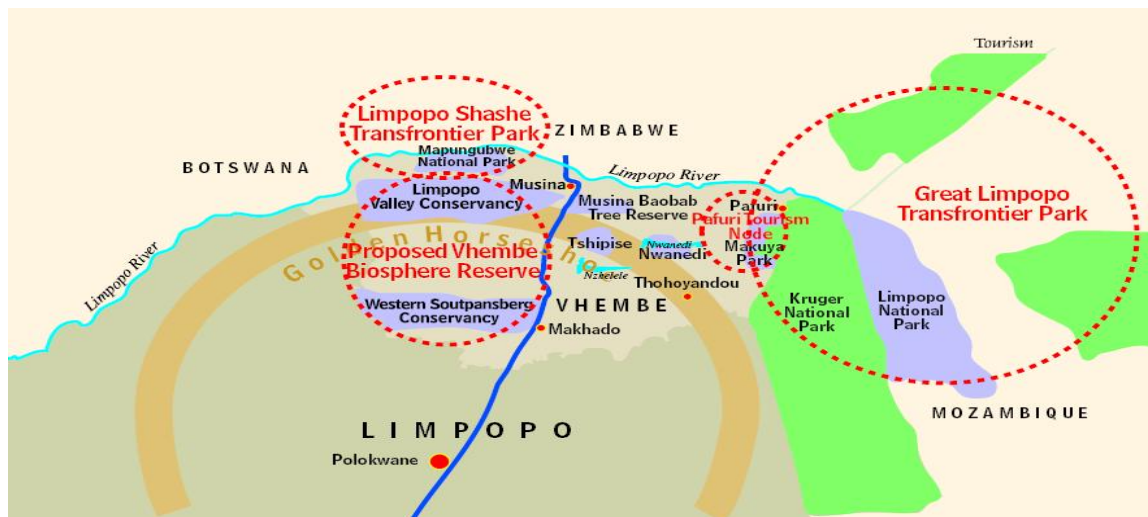 Tourism
Limpopo Shashe
Transfrontier Park
ZIMBABWE
Mapungubwe
National Park
BOTSWANA
Limpopo River
Limpopo
Valley Conservancy
Musina
Musina Baobab
Tree Reserve
Pafuri
Pafuri Tourism
Node
Makuya
Park
Great Limpopo
Transfrontier Park
Golden Horseshoe
Proposed Vhembe
Biosphere Reserve
Tshipise
Nwanedi
Nwanedi
Nzhelele
Thohoyandou
Limpopo River
Western Soutpansberg
Conservancy
VHEMBE
Makhado
Kruger
National
Park
Limpopo
National
Park
MOZAMBIQUE
LIMPOPO
Polokwane